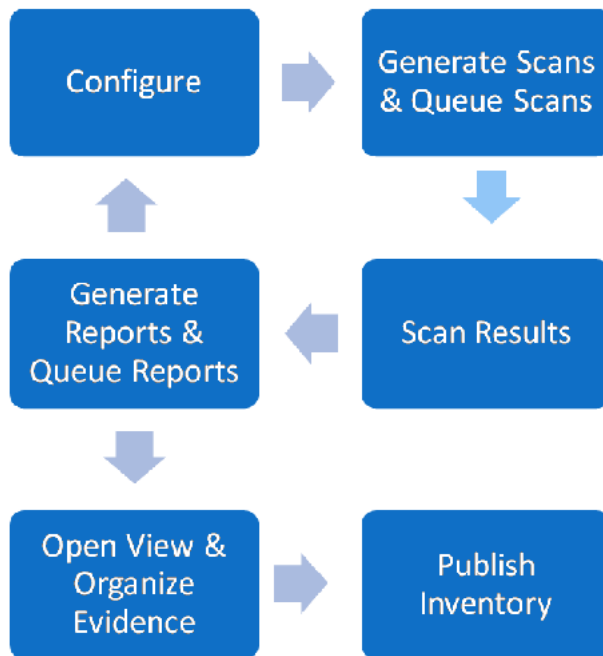 Configure
Generate Scans
& Queue Scans
Generate
Reports &
Queue Reports
Scan Results
Open View &
Organize
Evidence
Publish
Inventory